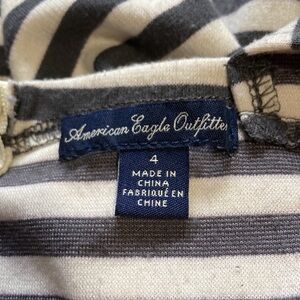 American Eagle Outfitters
4
MADE IN
CHINA
FABRIQUÉ EN
CHINE